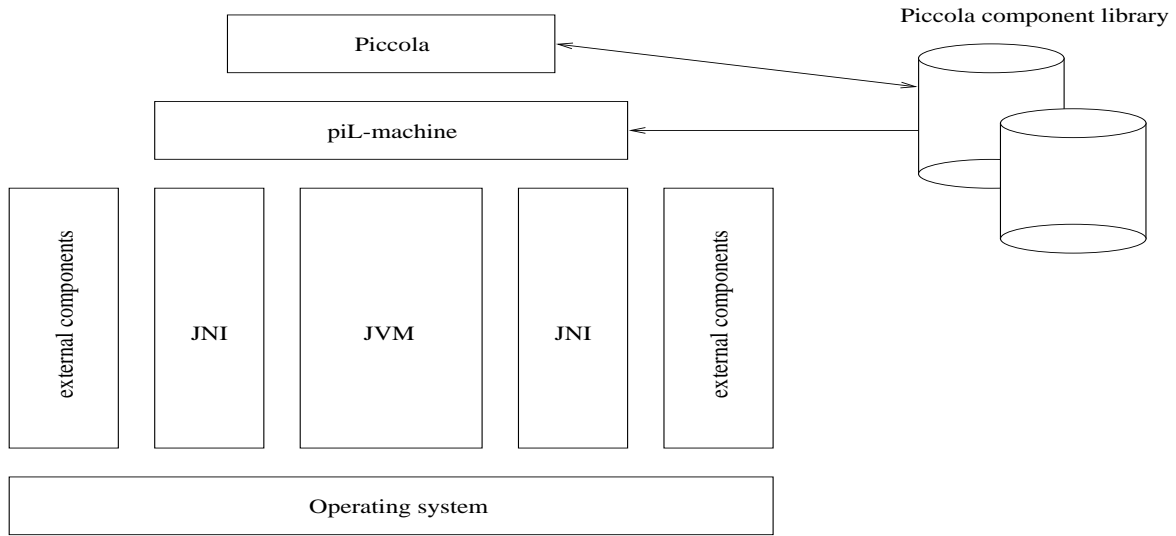 Piccola component library
Piccola
piL-machine
external components
JNI
JVM
JNI
external components
Operating system